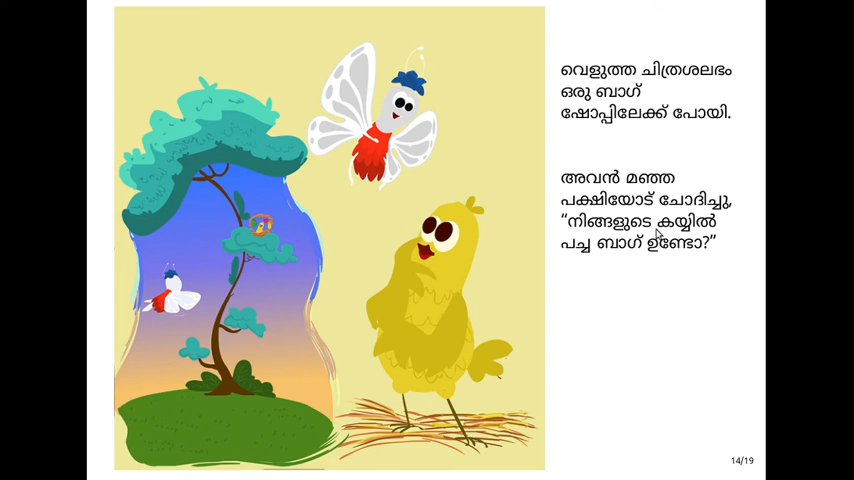 വെളുത്ത ചിത്രശലഭം
ഒരു ബാഗ്
ഷോപ്പിലേക്ക് പോയി.
അവൻ മഞ്ഞ
പക്ഷിയോട് ചോദിച്ചു,
“നിങ്ങളുടെ കയ്യിൽ
പച്ച ബാഗ് ഉണ്ടോ?”
14/19